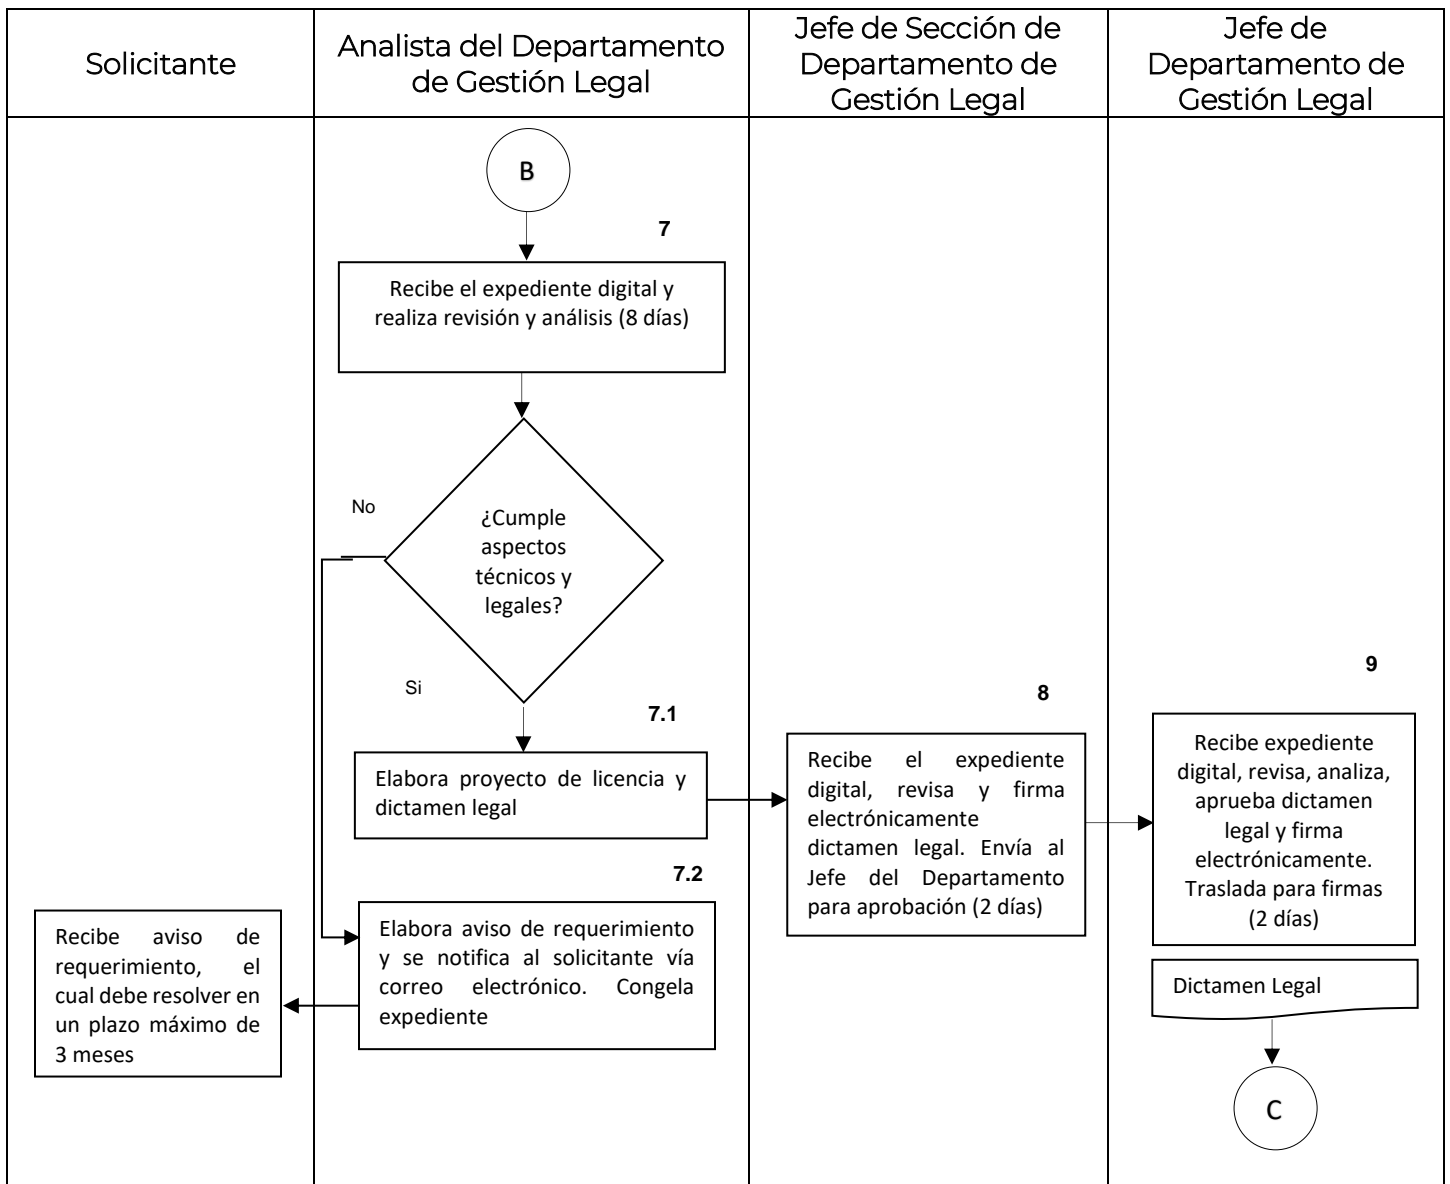 Solicitante
Analista del Departamento
de Gestión Legal
Jefe de Sección de
Departamento de
Gestión Legal
Jefe de
Departamento de
Gestión Legal
B
7
Recibe el expediente digital y
realiza revisión y análisis (8 días)
No
¿Cumple
aspectos
técnicos y
legales?
Si
7.1
Elabora proyecto de licencia y
dictamen legal
8
Recibe el expediente
digital, revisa y firma
electrónicamente
dictamen legal. Envía al
Jefe del Departamento
para aprobación (2 días)
9
Recibe expediente
digital, revisa, analiza,
aprueba dictamen
legal y firma
electrónicamente.
Traslada para firmas
(2 días)
7.2
Elabora aviso de requerimiento
y se notifica al solicitante vía
correo electrónico. Congela
expediente
Recibe aviso de
requerimiento, el
cual debe resolver en
un plazo máximo de
3 meses
Dictamen Legal
C